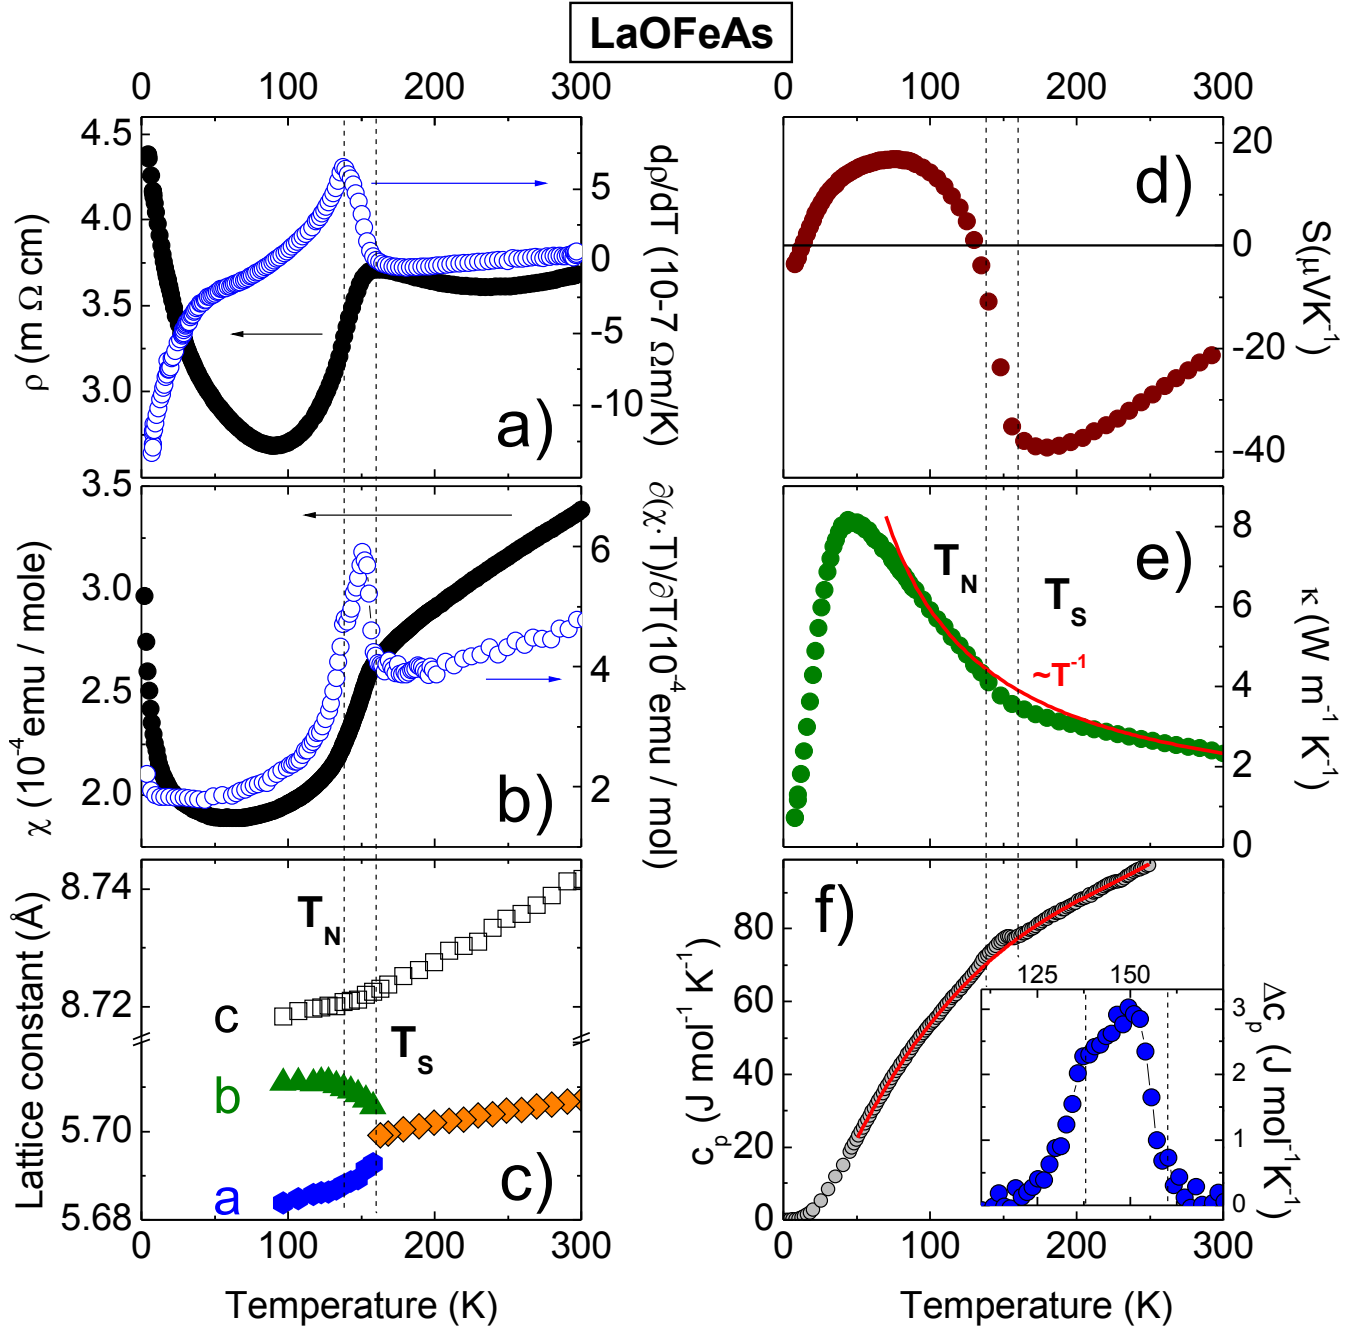 LaOFeAs
0 100 200 300
0 100 200 300
4.5
4.0
3.5
3.0
ρ (m Ω cm)
5
0
-5
-10
dρ/dT (10-7 Ωm/K)
a)
20
0
-20
-40
S(μVK-1)
d)
3.5
3.0
2.5
2.0
χ (10-4 emu / mole)
6
4
2
∂(χ·T)/∂T(10-4 emu / mol)
b)
TN
TS
~T-1
e)
8
6
4
2
0
κ (W m-1 K-1)
8.74
8.72
5.70
5.68
Lattice constant (Å)
TN
TS
c
b
a
c)
0 100 200 300
Temperature (K)
f)
80
60
40
20
0
cp (J mol-1 K-1)
125 150
3
2
1
0
Δcp (J mol-1K-1)
0 100 200 300
Temperature (K)